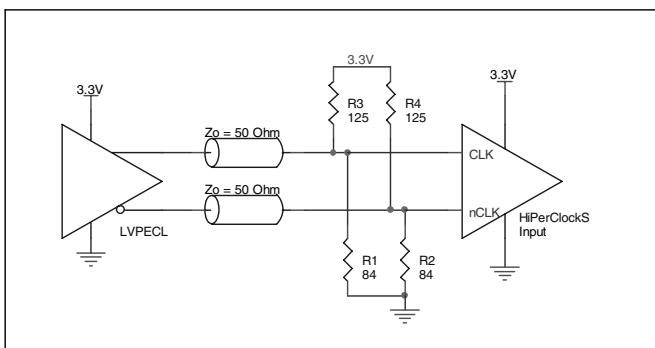 3.3V
3.3V
3.3V
R3
125
R4
125
Zo = 50 Ohm
CLK
Zo = 50 Ohm
nCLK
HiPerClockS
Input
LVPECL
R1
84
R2
84